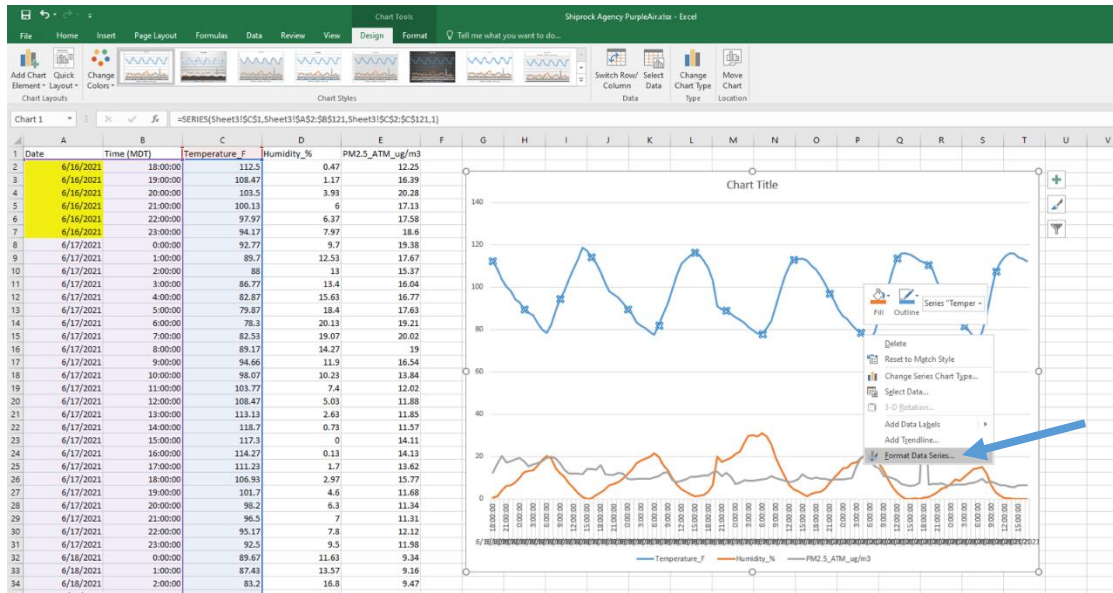 Chart Tools
Shiprock Agency PurpleAir.xlsx - Excel
File Home Insert Page Layout Formulas Data Review View Design Format Tell me what you want to do...
Add Chart Element Quick Layout Change Colors Switch Row/ Column Select Data Change Chart Type Move Chart
Chart Layouts Chart Styles Data Type Location
Chart 1 fx =SERIES(Sheet3!$C$1,Sheet3!$A$2:$B$121,Sheet3!$C$2:$C$121,1)
A B C D E F G H I J K L M N O P Q R S T U V
1 Date Time (MDT) Temperature_F Humidity_% PM2.5_ATM_ug/m3
2 6/16/2021 18:00:00 112.5 0.47 12.25
3 6/16/2021 19:00:00 108.47 1.17 16.39
4 6/16/2021 20:00:00 103.5 3.93 20.28
5 6/16/2021 21:00:00 100.13 6 17.13
6 6/16/2021 22:00:00 97.97 6.37 17.58
7 6/16/2021 23:00:00 94.17 7.97 18.6
8 6/17/2021 0:00:00 92.77 9.7 19.38
9 6/17/2021 1:00:00 89.7 12.53 17.67
10 6/17/2021 2:00:00 88 13 15.37
11 6/17/2021 3:00:00 86.77 13.4 16.04
12 6/17/2021 4:00:00 82.87 15.63 16.77
13 6/17/2021 5:00:00 79.87 18.4 17.63
14 6/17/2021 6:00:00 78.3 20.13 19.21
15 6/17/2021 7:00:00 82.53 19.07 20.02
16 6/17/2021 8:00:00 89.17 14.27 19
17 6/17/2021 9:00:00 94.66 11.9 16.54
18 6/17/2021 10:00:00 98.07 10.23 13.84
19 6/17/2021 11:00:00 103.77 7.4 12.02
20 6/17/2021 12:00:00 108.47 5.03 11.88
21 6/17/2021 13:00:00 113.13 2.63 11.85
22 6/17/2021 14:00:00 118.7 0.73 11.57
23 6/17/2021 15:00:00 117.3 0 14.11
24 6/17/2021 16:00:00 114.27 0.13 14.13
25 6/17/2021 17:00:00 111.23 1.7 13.62
26 6/17/2021 18:00:00 106.93 2.97 15.77
27 6/17/2021 19:00:00 101.7 4.6 11.68
28 6/17/2021 20:00:00 98.2 6.3 11.34
29 6/17/2021 21:00:00 96.5 7 11.31
30 6/17/2021 22:00:00 95.17 7.8 12.12
31 6/17/2021 23:00:00 92.5 9.5 11.98
32 6/18/2021 0:00:00 89.67 11.63 9.34
33 6/18/2021 1:00:00 87.43 13.57 9.16
34 6/18/2021 2:00:00 83.2 16.8 9.47
Chart Title
140
120
100
80
60
40
20
0
Fill Outline Series "Temper
Delete
Reset to Match Style
Change Series Chart Type...
Select Data...
3-D Rotation...
Add Data Labels
Add Trendline...
Format Data Series...
18:00:00 21:00:00 0:00:00 3:00:00 6:00:00 9:00:00 12:00:00 15:00:00
Temperature_F Humidity_% PM2.5_ATM_ug/m3